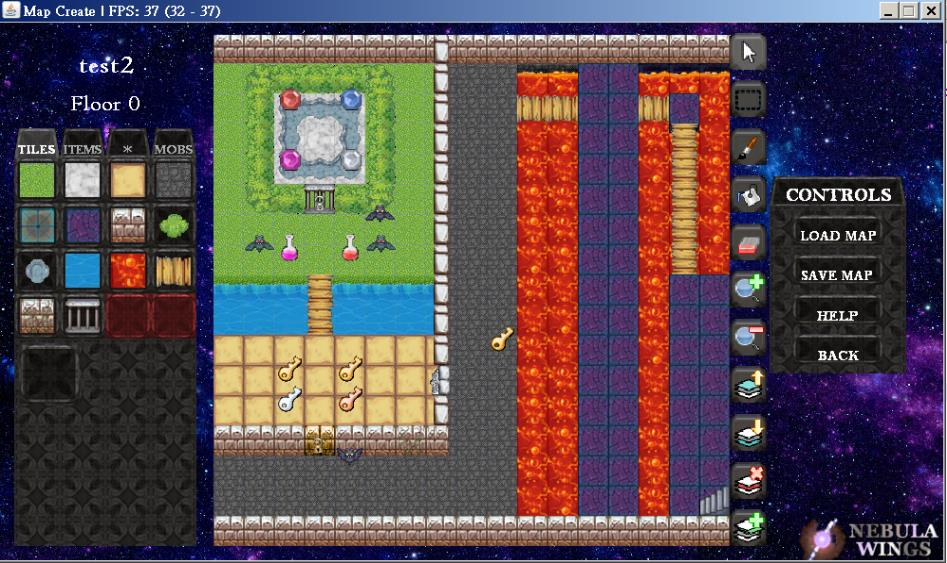 Map Create | FPS: 37 (32 - 37)
test2
Floor 0
TILES ITEMS * MOBS
CONTROLS
LOAD MAP
SAVE MAP
HELP
BACK
NEBULA
WINGS